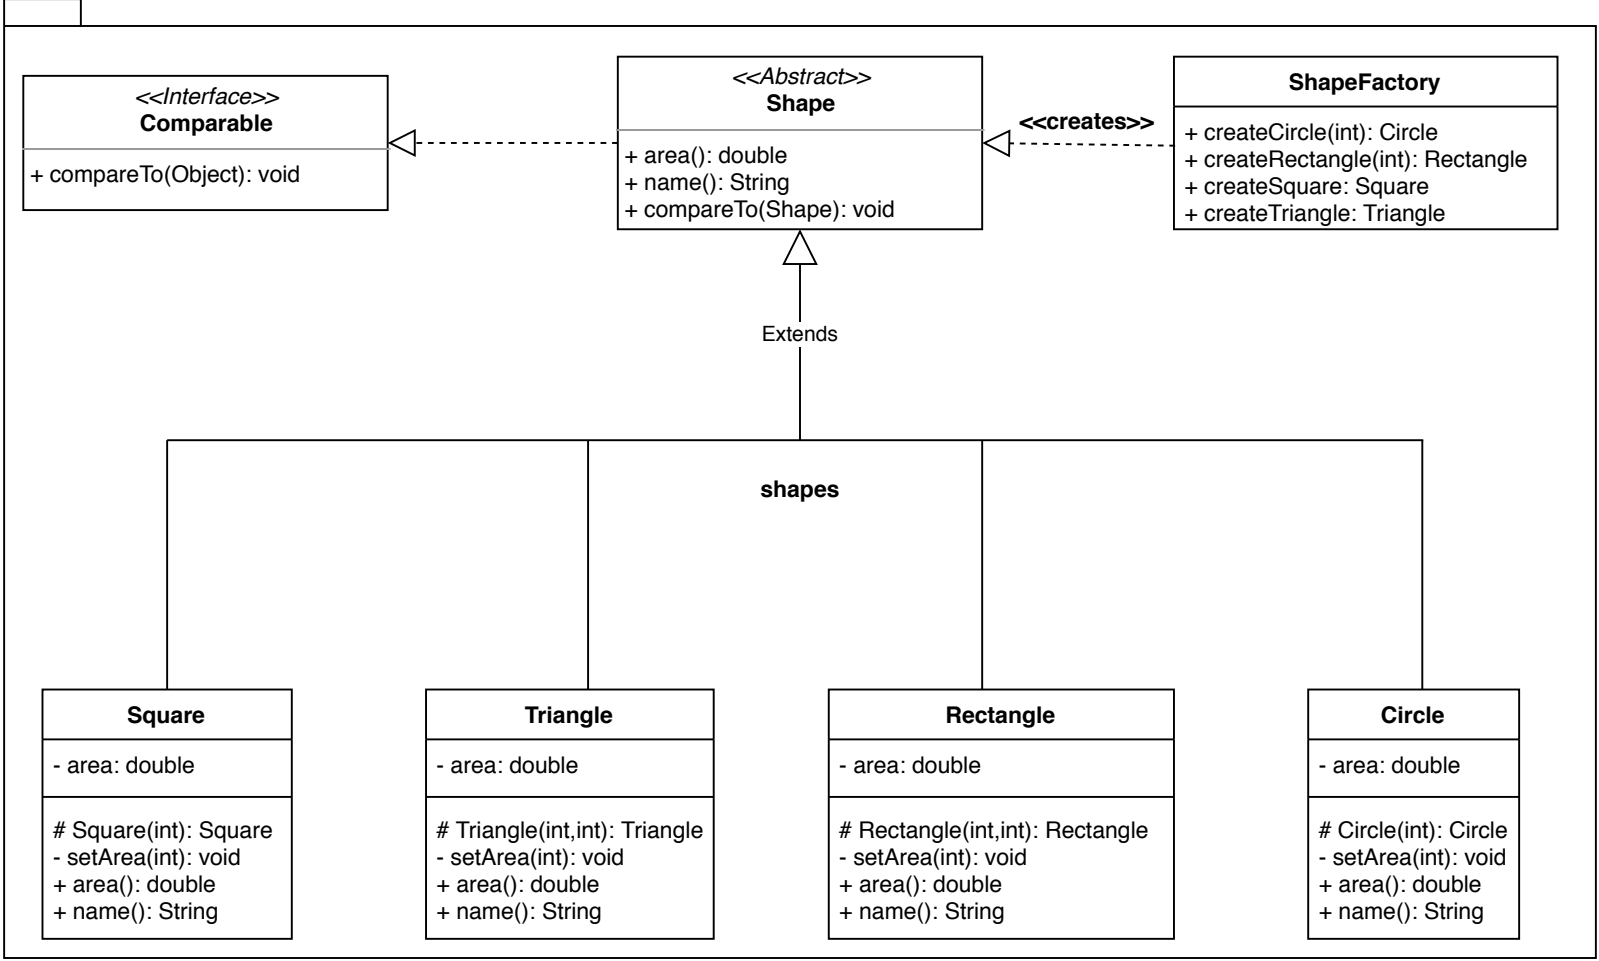 <<Interface>>
Comparable
+ compareTo(Object): void
<<Abstract>>
Shape
+ area(): double
+ name(): String
+ compareTo(Shape): void
<<creates>>
ShapeFactory
+ createCircle(int): Circle
+ createRectangle(int): Rectangle
+ createSquare: Square
+ createTriangle: Triangle
Extends
shapes
Square
- area: double
# Square(int): Square
- setArea(int): void
+ area(): double
+ name(): String
Triangle
- area: double
# Triangle(int,int): Triangle
- setArea(int): void
+ area(): double
+ name(): String
Rectangle
- area: double
# Rectangle(int,int): Rectangle
- setArea(int): void
+ area(): double
+ name(): String
Circle
- area: double
# Circle(int): Circle
- setArea(int): void
+ area(): double
+ name(): String